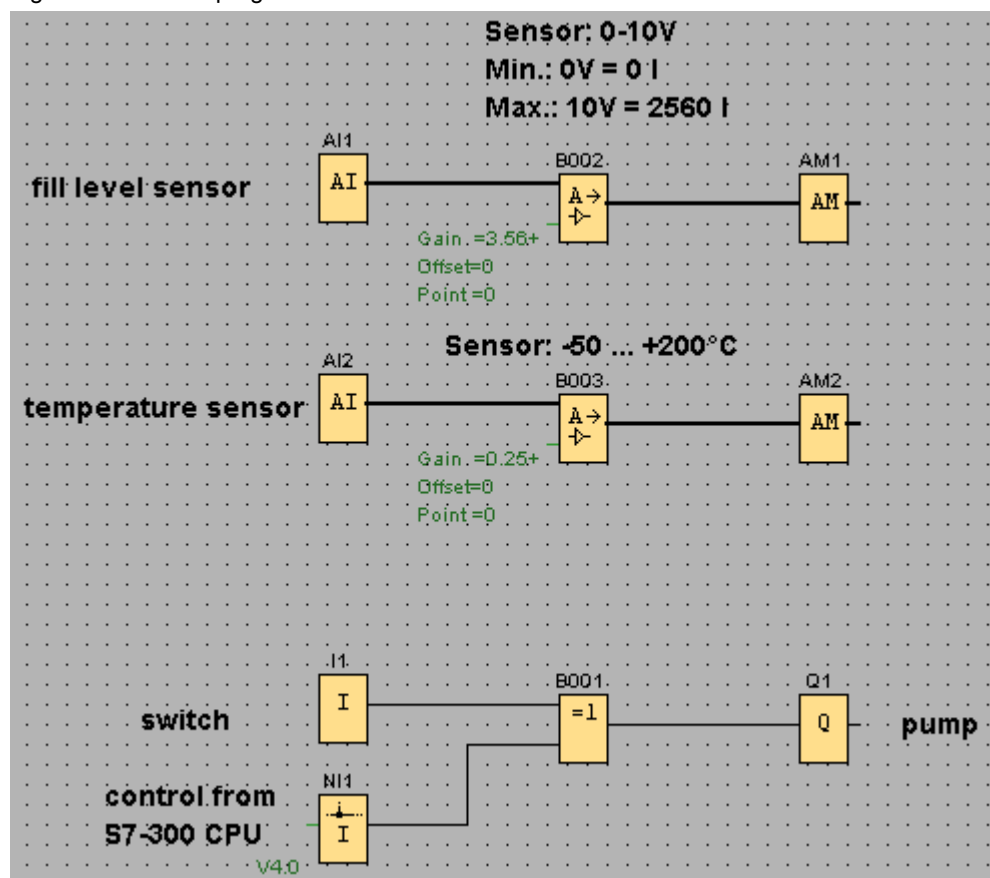 Sensor: 0-10V
Min.: 0V = 0 l
Max.: 10V = 2560 l
AI1
B002
AM1
fill level sensor
AI
A→
AM
Gain =3.56+
Offset=0
Point =0
Sensor: -50 ... +200°C
AI2
B003
AM2
temperature sensor
AI
A→
AM
Gain =0.25+
Offset=0
Point =0
I1
B001
Q1
switch
I
=1
Q
pump
NI1
control from
S7-300 CPU
I
V4.0